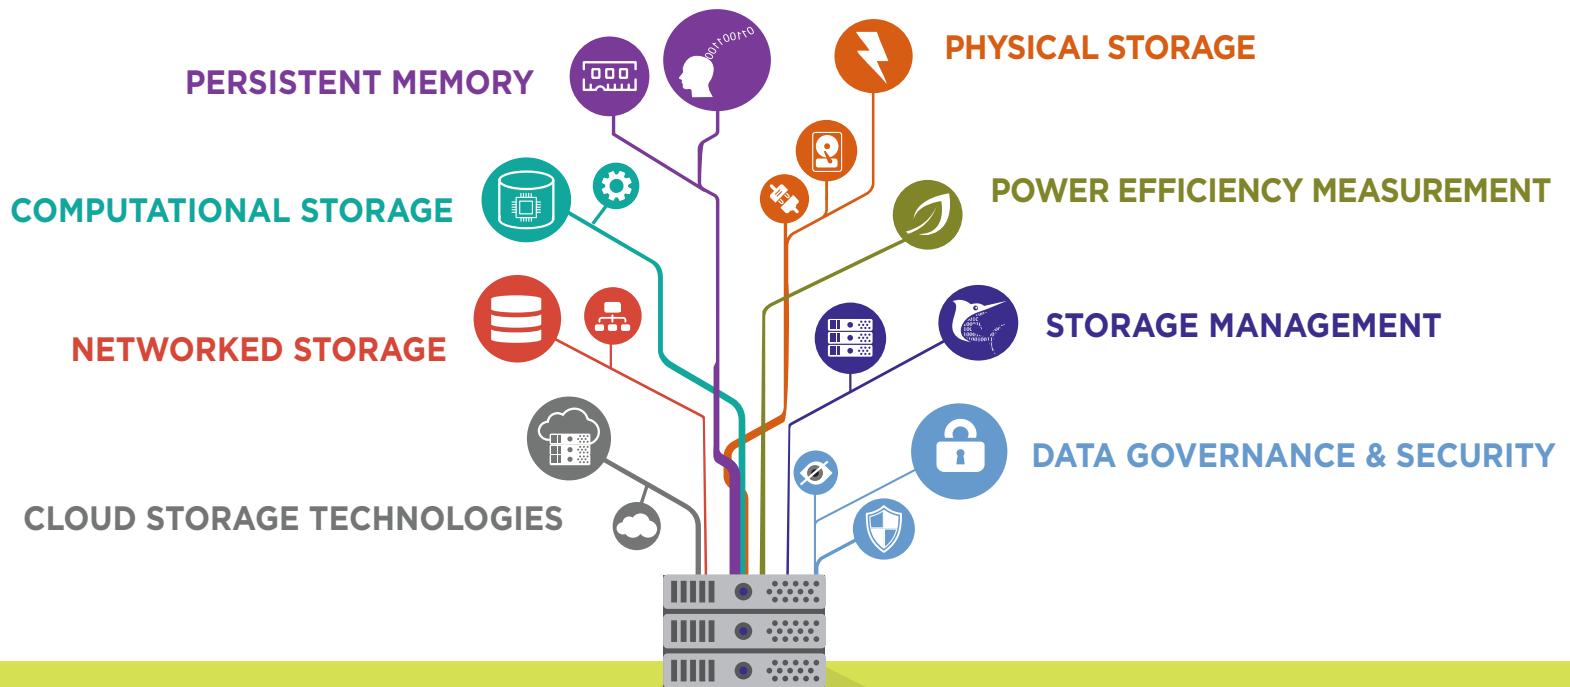 PERSISTENT MEMORY
PHYSICAL STORAGE
COMPUTATIONAL STORAGE
POWER EFFICIENCY MEASUREMENT
NETWORKED STORAGE
STORAGE MANAGEMENT
CLOUD STORAGE TECHNOLOGIES
DATA GOVERNANCE & SECURITY